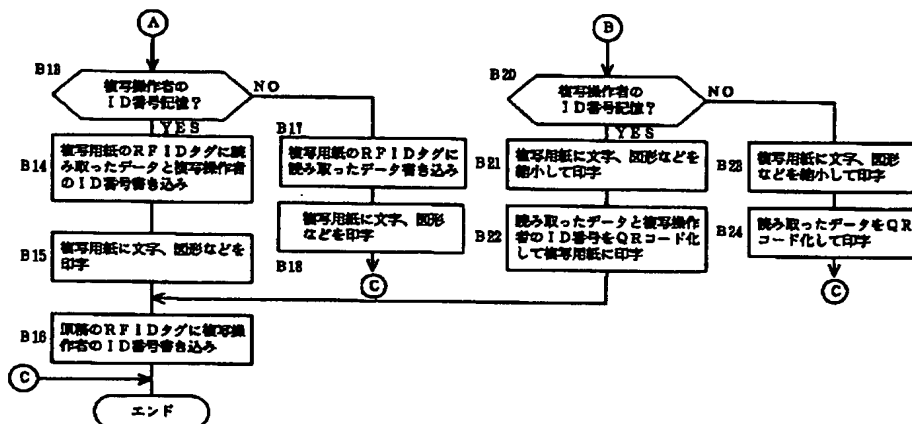 A
B13
複写操作者の
ID番号記憶?
NO
YES
B14
複写用紙のRFIDタグに読
み取ったデータと複写操作者
のID番号書き込み
B15
複写用紙に文字、図形などを
印字
B16
原稿のRFIDタグに複写操
作者のID番号書き込み
C
エンド
B17
複写用紙のRFIDタグに
読み取ったデータ書き込み
複写用紙に文字、図形
などを印字
B18
C
B
B20
複写操作者の
ID番号記憶?
NO
YES
B21
複写用紙に文字、図形などを
縮小して印字
B22
読み取ったデータと複写操作
者のID番号をQRコード化
して複写用紙に印字
B23
複写用紙に文字、図形
などを縮小して印字
B24
読み取ったデータをQR
コード化して印字
C